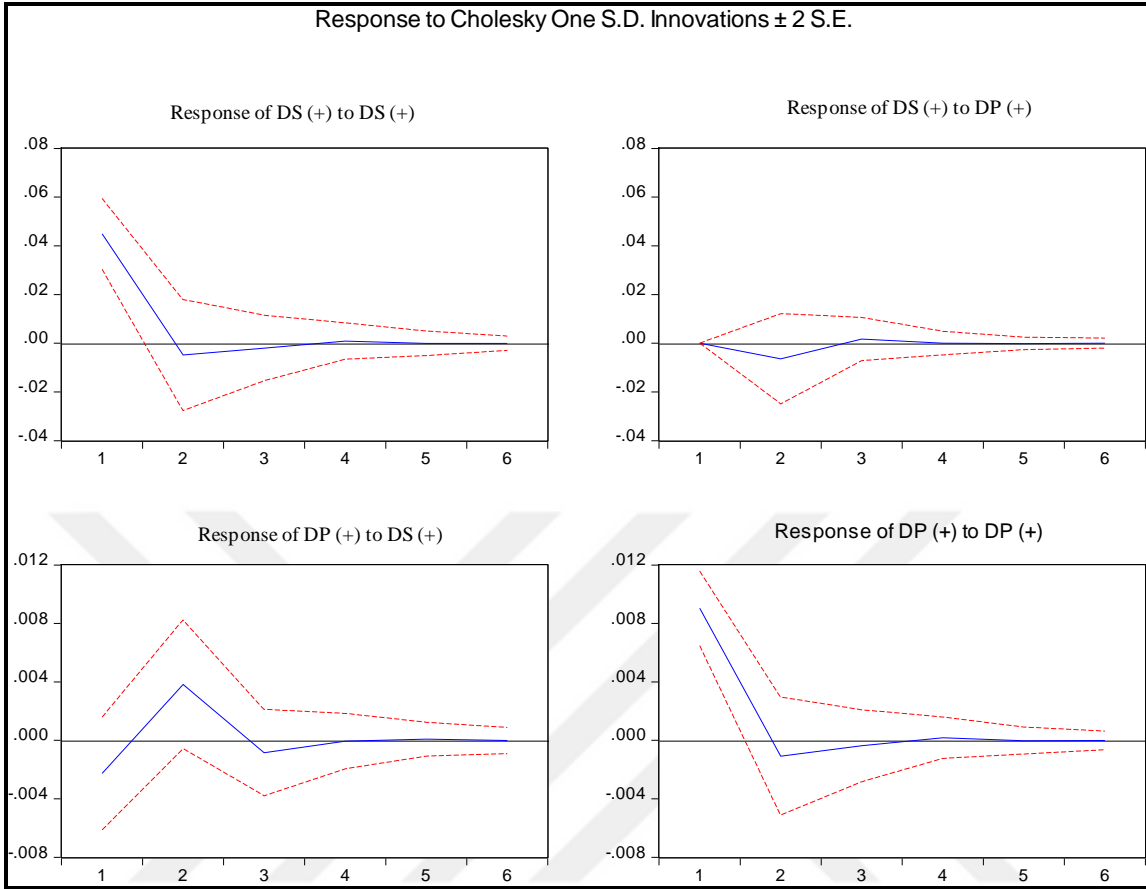 Response to Cholesky One S.D. Innovations ± 2 S.E.
Response of DS (+) to DS (+)
.08
.06
.04
.02
.00
-.02
-.04
1 2 3 4 5 6
Response of DS (+) to DP (+)
.08
.06
.04
.02
.00
-.02
-.04
1 2 3 4 5 6
Response of DP (+) to DS (+)
.012
.008
.004
.000
-.004
-.008
1 2 3 4 5 6
Response of DP (+) to DP (+)
.012
.008
.004
.000
-.004
-.008
1 2 3 4 5 6